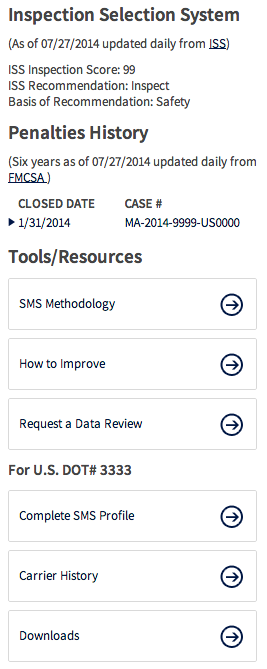 Inspection Selection System
(As of 07/27/2014 updated daily from ISS)
ISS Inspection Score: 99
ISS Recommendation: Inspect
Basis of Recommendation: Safety
Penalties History
(Six years as of 07/27/2014 updated daily from
FMCSA )
CLOSED DATE CASE #
1/31/2014 MA-2014-9999-US0000
Tools/Resources
SMS Methodology
How to Improve
Request a Data Review
For U.S. DOT# 3333
Complete SMS Profile
Carrier History
Downloads